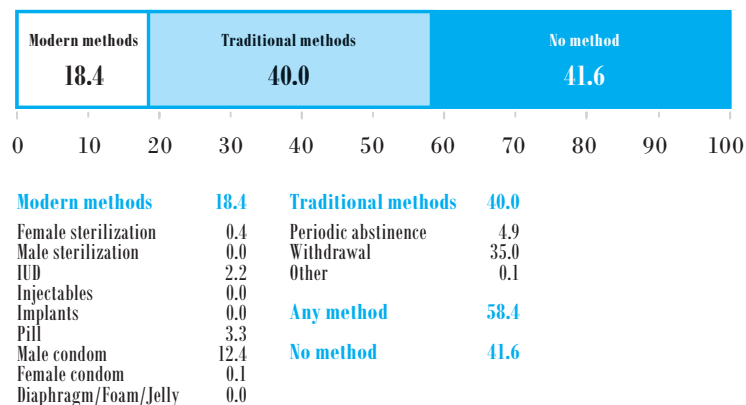 Modern methods Traditional methods No method
18.4 40.0 41.6
0 10 20 30 40 50 60 70 80 90 100
Modern methods 18.4
Female sterilization 0.4
Male sterilization 0.0
IUD 2.2
Injectables 0.0
Implants 0.0
Pill 3.3
Male condom 12.4
Female condom 0.1
Diaphragm/Foam/Jelly 0.0
Traditional methods 40.0
Periodic abstinence 4.9
Withdrawal 35.0
Other 0.1
Any method 58.4
No method 41.6